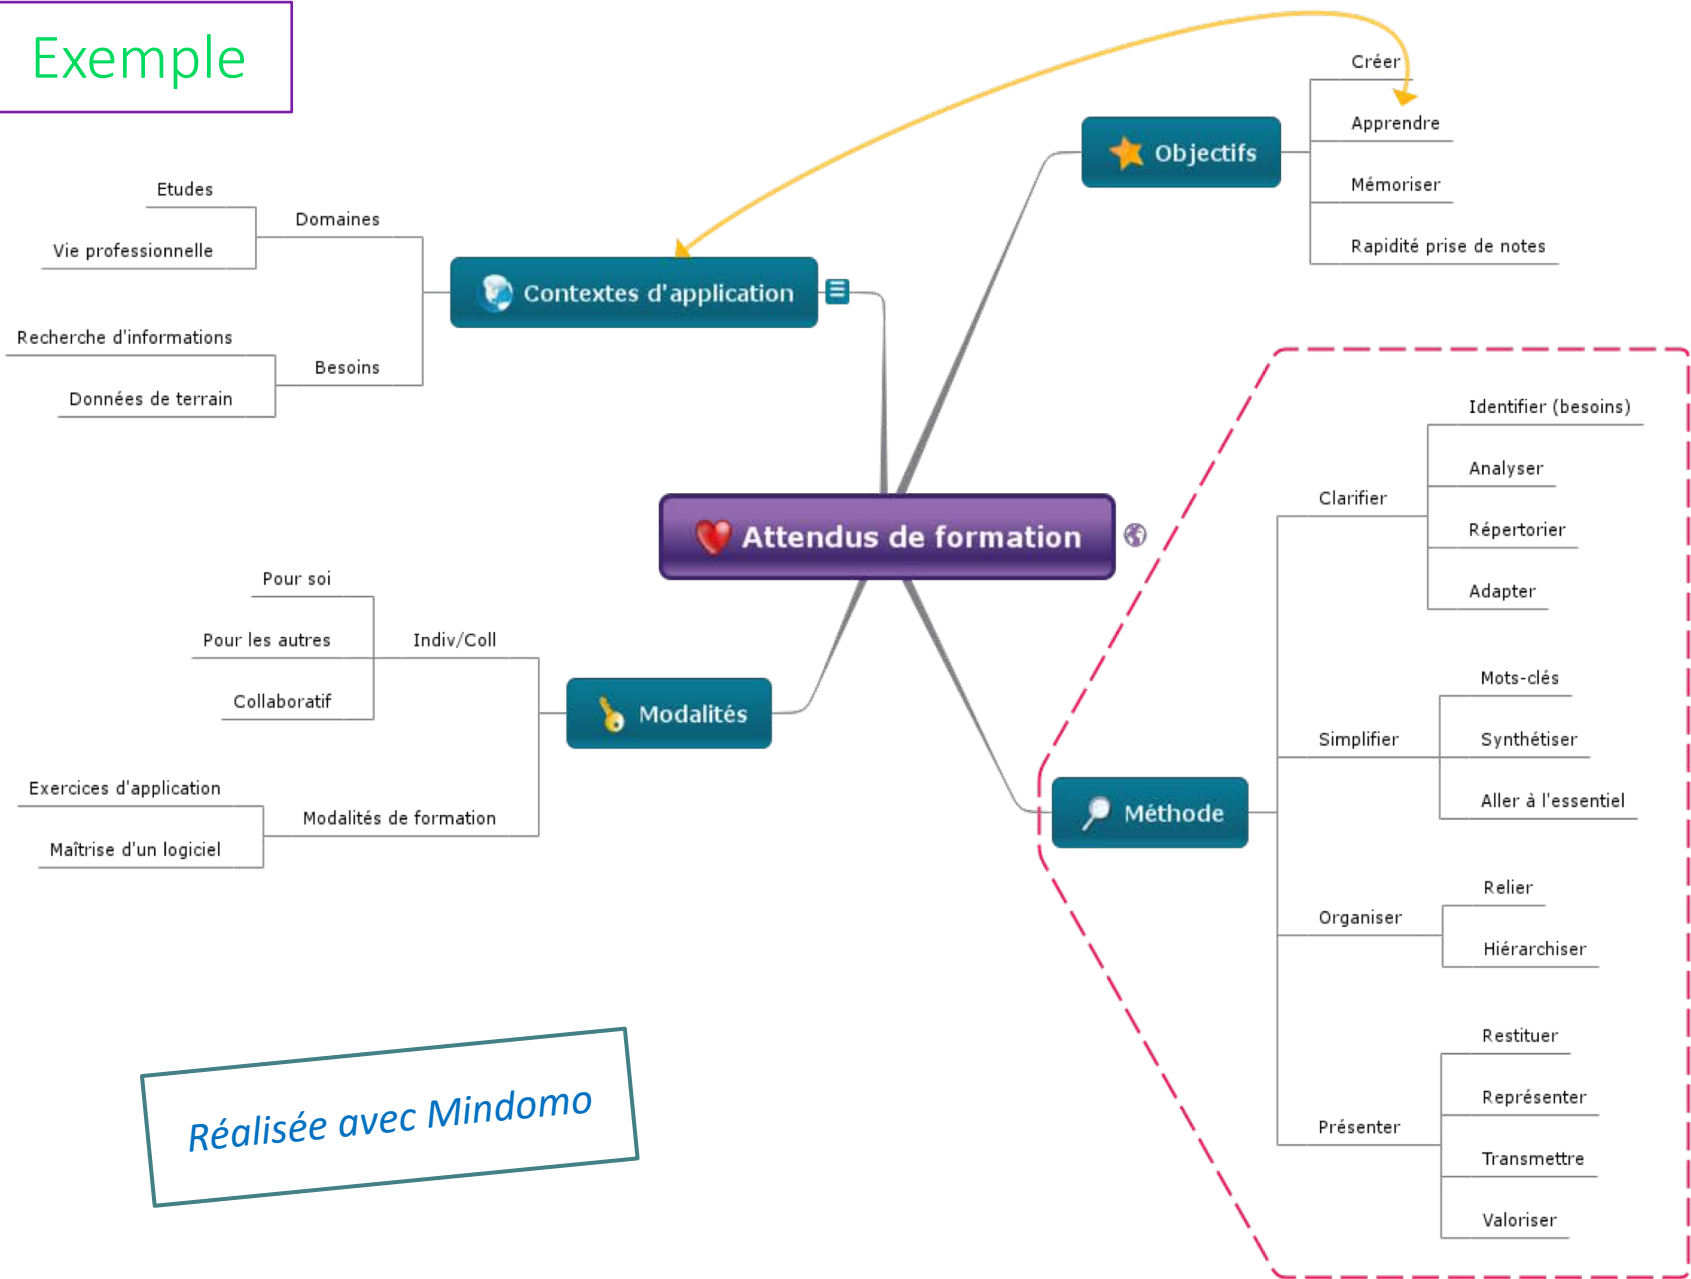 Exemple
Attendus de formation
Objectifs
Créer
Apprendre
Mémoriser
Rapidité prise de notes
Méthode
Clarifier
Identifier (besoins)
Analyser
Répertorier
Adapter
Simplifier
Mots-clés
Synthétiser
Aller à l'essentiel
Organiser
Relier
Hiérarchiser
Présenter
Restituer
Représenter
Transmettre
Valoriser
Modalités
Indiv/Coll
Pour soi
Pour les autres
Collaboratif
Modalités de formation
Exercices d'application
Maîtrise d'un logiciel
Contextes d'application
Domaines
Etudes
Vie professionnelle
Besoins
Recherche d'informations
Données de terrain
Réalisée avec Mindomo